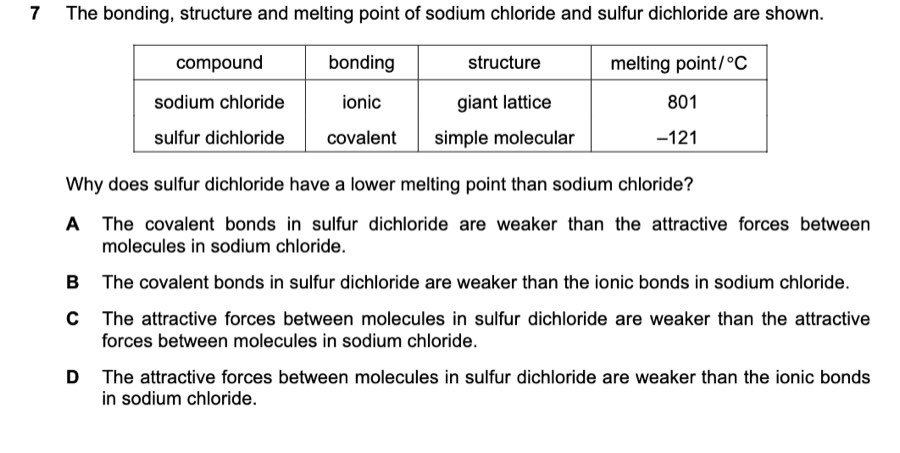 7 The bonding, structure and melting point of sodium chloride and sulfur dichloride are shown.
compound bonding structure melting point / °C
sodium chloride ionic giant lattice 801
sulfur dichloride covalent simple molecular –121
Why does sulfur dichloride have a lower melting point than sodium chloride?
A The covalent bonds in sulfur dichloride are weaker than the attractive forces between
molecules in sodium chloride.
B The covalent bonds in sulfur dichloride are weaker than the ionic bonds in sodium chloride.
C The attractive forces between molecules in sulfur dichloride are weaker than the attractive
forces between molecules in sodium chloride.
D The attractive forces between molecules in sulfur dichloride are weaker than the ionic bonds
in sodium chloride.